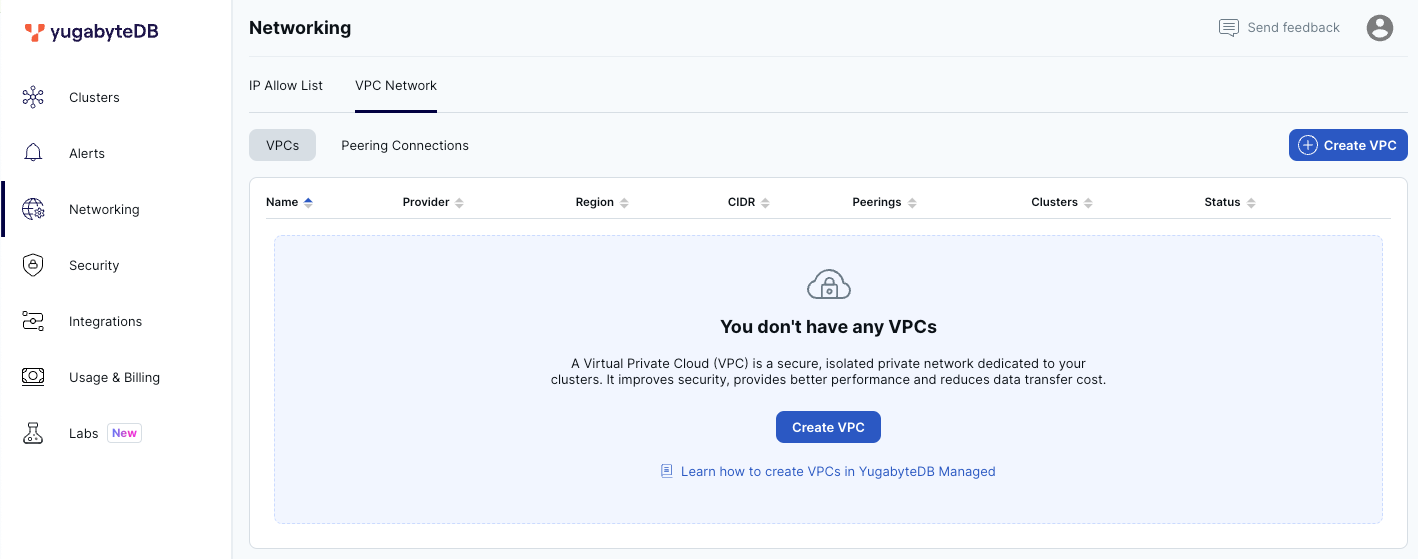 yugabyteDB
Networking
Send feedback
Clusters
Alerts
Networking
Security
Integrations
Usage & Billing
Labs New
IP Allow List VPC Network
VPCs Peering Connections
Create VPC
Name Provider Region CIDR Peerings Clusters Status
You don't have any VPCs
A Virtual Private Cloud (VPC) is a secure, isolated private network dedicated to your
clusters. It improves security, provides better performance and reduces data transfer cost.
Create VPC
Learn how to create VPCs in YugabyteDB Managed